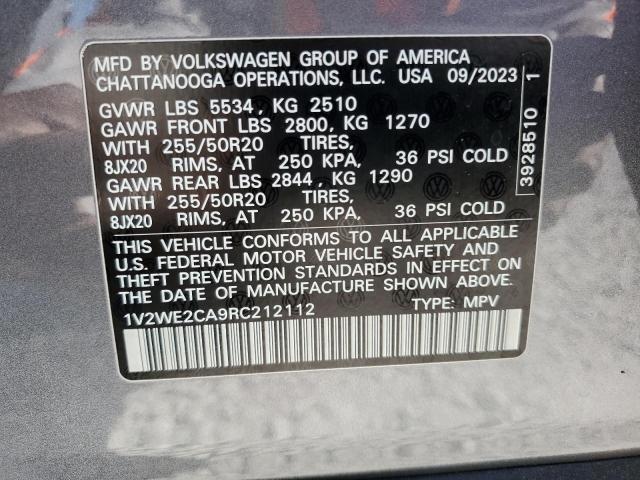 MFD BY VOLKSWAGEN GROUP OF AMERICA
CHATTANOOGA OPERATIONS, LLC. USA 09/2023
GVWR LBS 5534, KG 2510
GAWR FRONT LBS 2800, KG 1270
WITH 255/50R20 TIRES,
8JX20 RIMS, AT 250 KPA, 36 PSI COLD
GAWR REAR LBS 2844, KG 1290
WITH 255/50R20 TIRES,
8JX20 RIMS, AT 250 KPA, 36 PSI COLD
THIS VEHICLE CONFORMS TO ALL APPLICABLE
U.S. FEDERAL MOTOR VEHICLE SAFETY AND
THEFT PREVENTION STANDARDS IN EFFECT ON
THE DATE OF MANUFACTURE SHOWN ABOVE.
1V2WE2CA9RC212112 TYPE: MPV
3928510 1